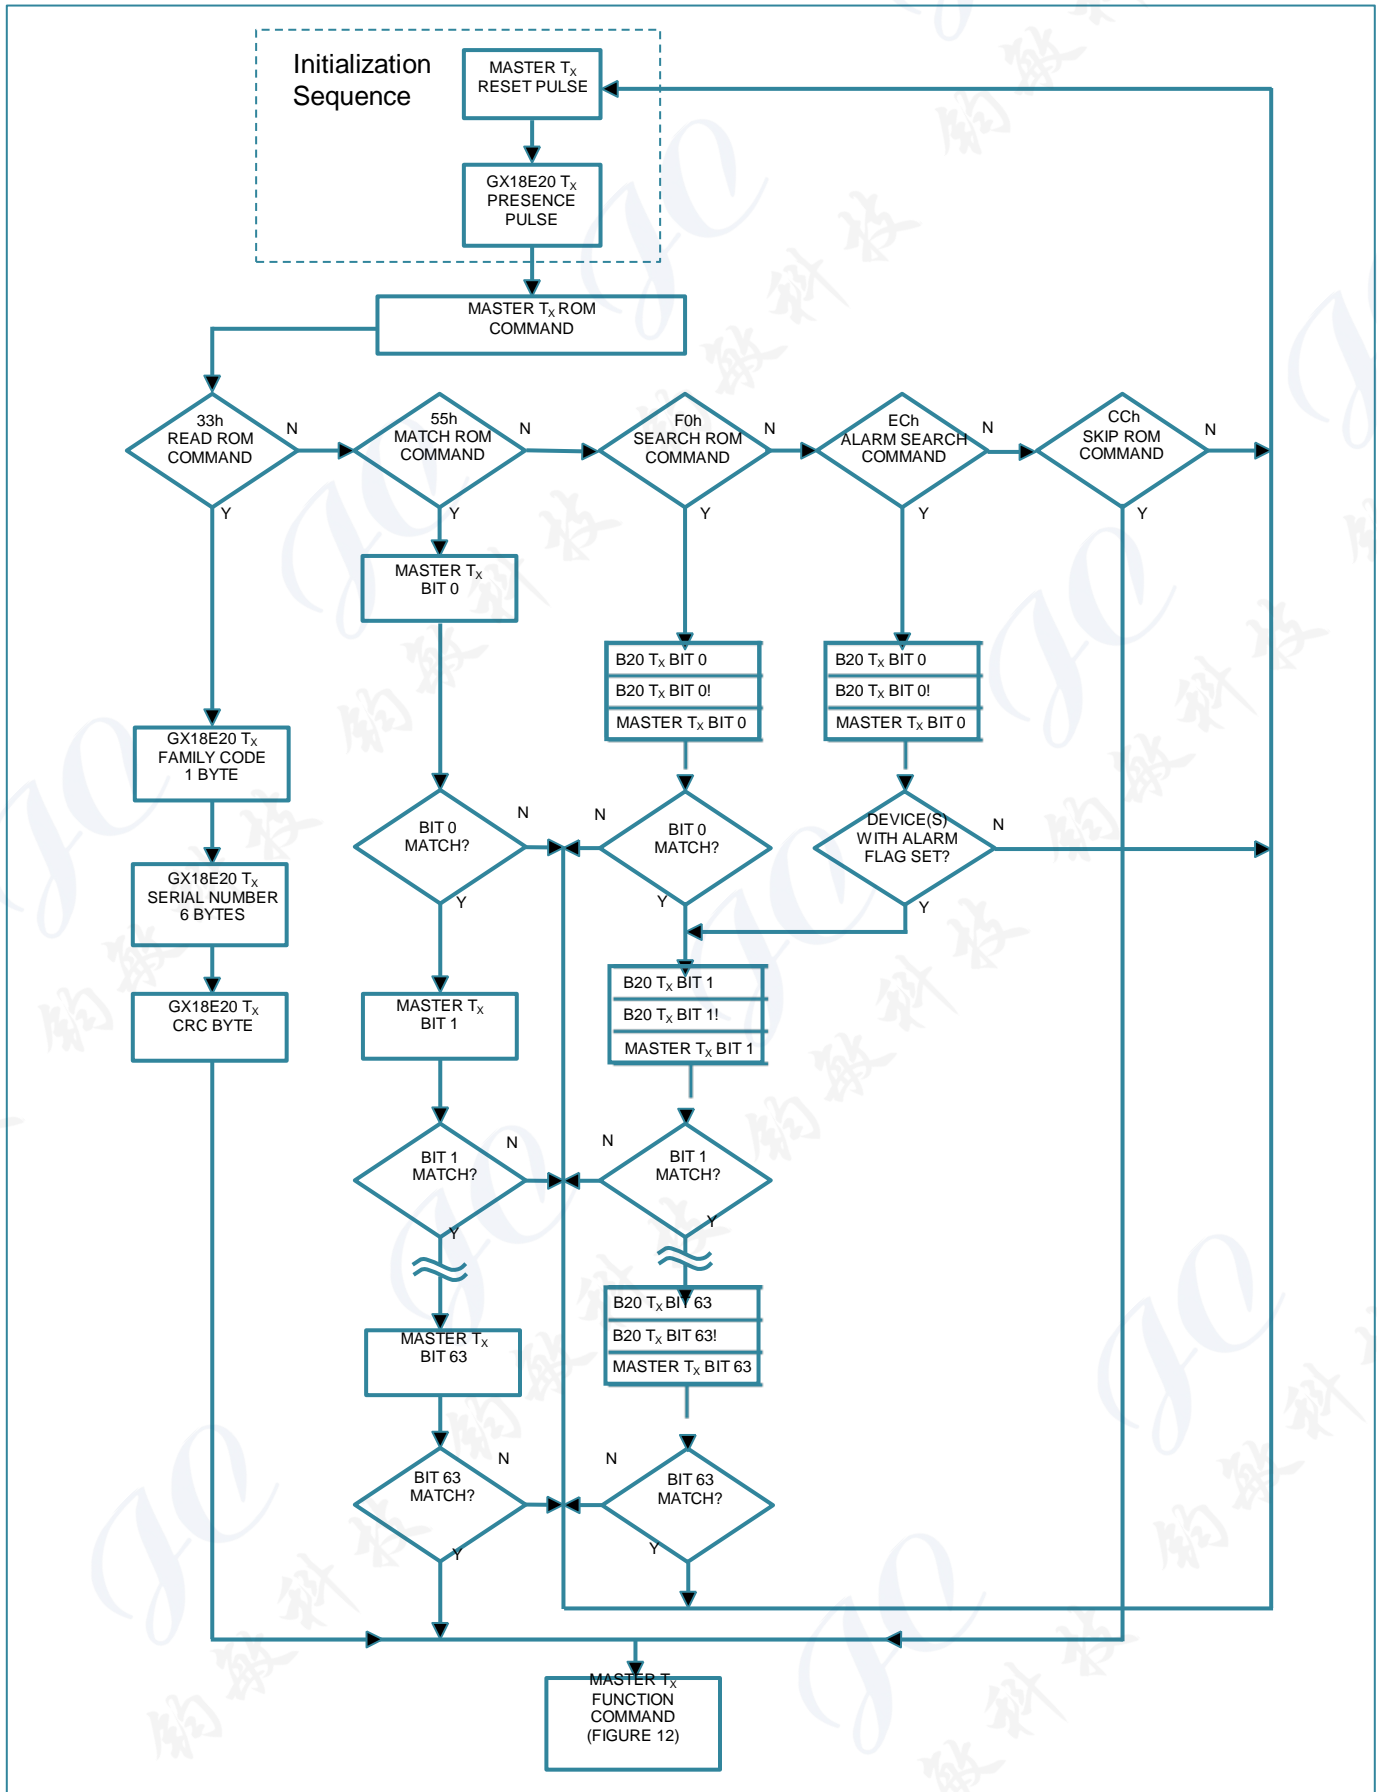 Initialization
Sequence
MASTER TX
RESET PULSE
GX18E20 TX
PRESENCE
PULSE
MASTER TX ROM
COMMAND
33h
READ ROM
COMMAND
N
Y
55h
MATCH ROM
COMMAND
N
Y
F0h
SEARCH ROM
COMMAND
N
Y
ECh
ALARM SEARCH
COMMAND
N
Y
CCh
SKIP ROM
COMMAND
N
Y
MASTER TX
BIT 0
B20 TX BIT 0
B20 TX BIT 0!
MASTER TX BIT 0
B20 TX BIT 0
B20 TX BIT 0!
MASTER TX BIT 0
GX18E20 TX
FAMILY CODE
1 BYTE
GX18E20 TX
SERIAL NUMBER
6 BYTES
GX18E20 TX
CRC BYTE
BIT 0
MATCH?
N
Y
N
BIT 0
MATCH?
Y
DEVICE(S)
WITH ALARM
FLAG SET?
N
Y
MASTER TX
BIT 1
B20 TX BIT 1
B20 TX BIT 1!
MASTER TX BIT 1
BIT 1
MATCH?
N
Y
N
BIT 1
MATCH?
Y
MASTER TX
BIT 63
B20 TX BIT 63
B20 TX BIT 63!
MASTER TX BIT 63
BIT 63
MATCH?
N
Y
N
BIT 63
MATCH?
Y
MASTER TX
FUNCTION
COMMAND
(FIGURE 12)